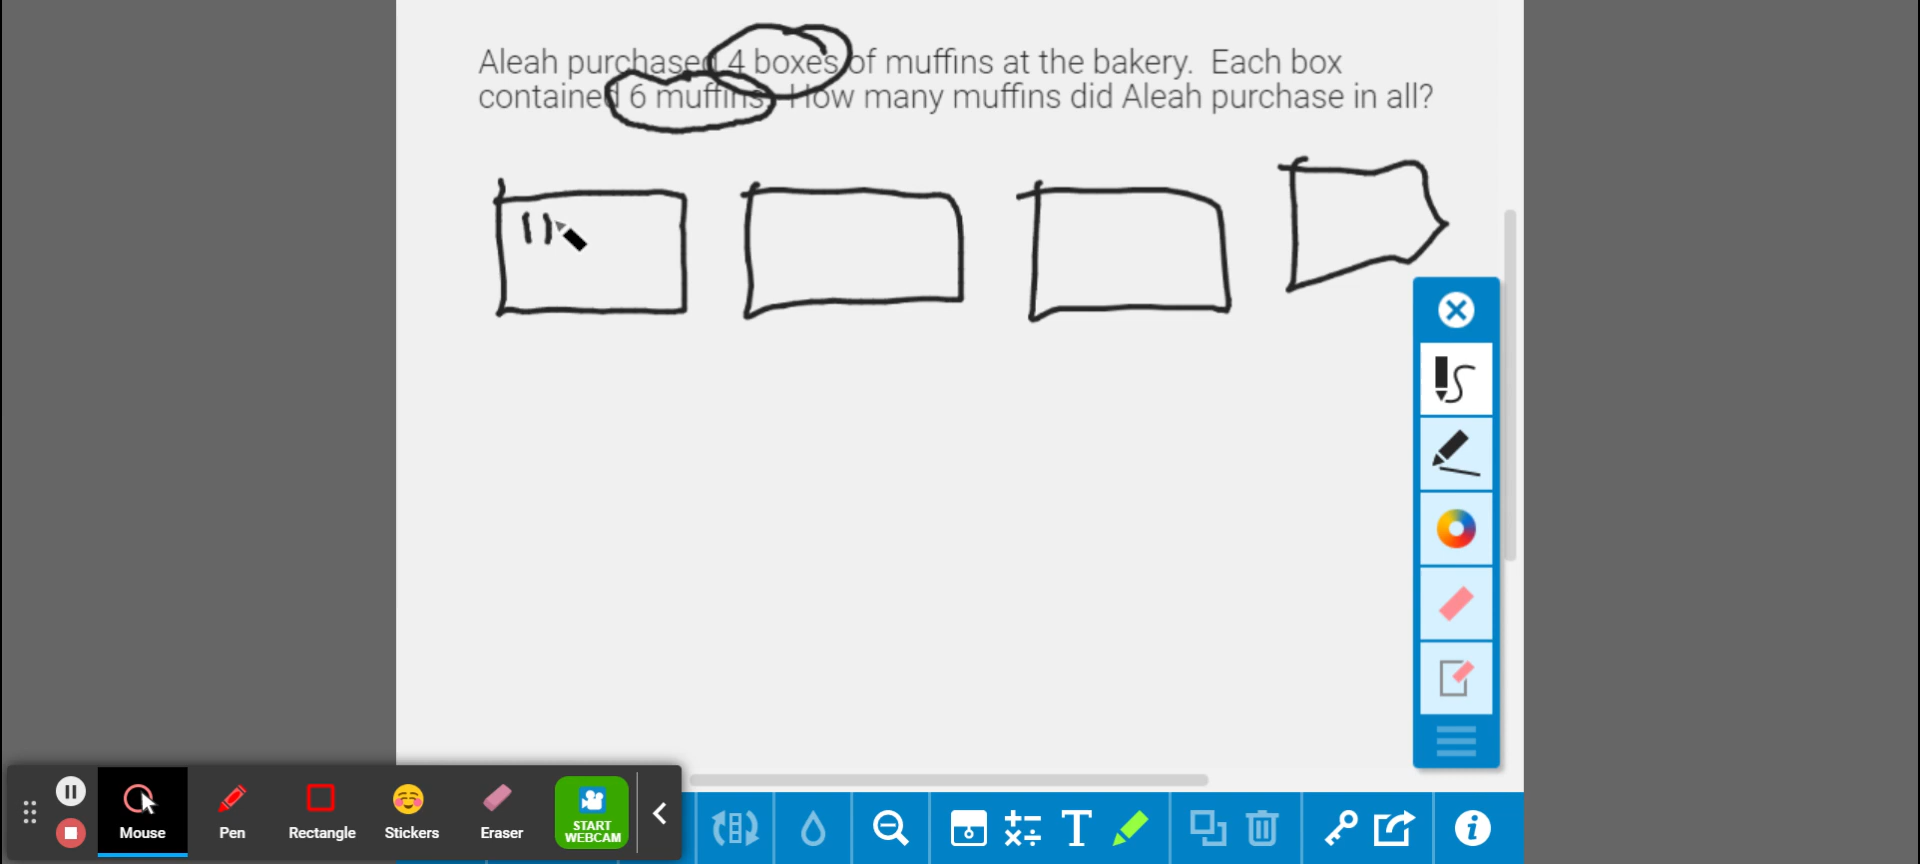 Aleah purchased 4 boxes of muffins at the bakery. Each box
contained 6 muffins. How many muffins did Aleah purchase in all?
Mouse
Pen
Rectangle
Stickers
Eraser
START
WEBCAM
T